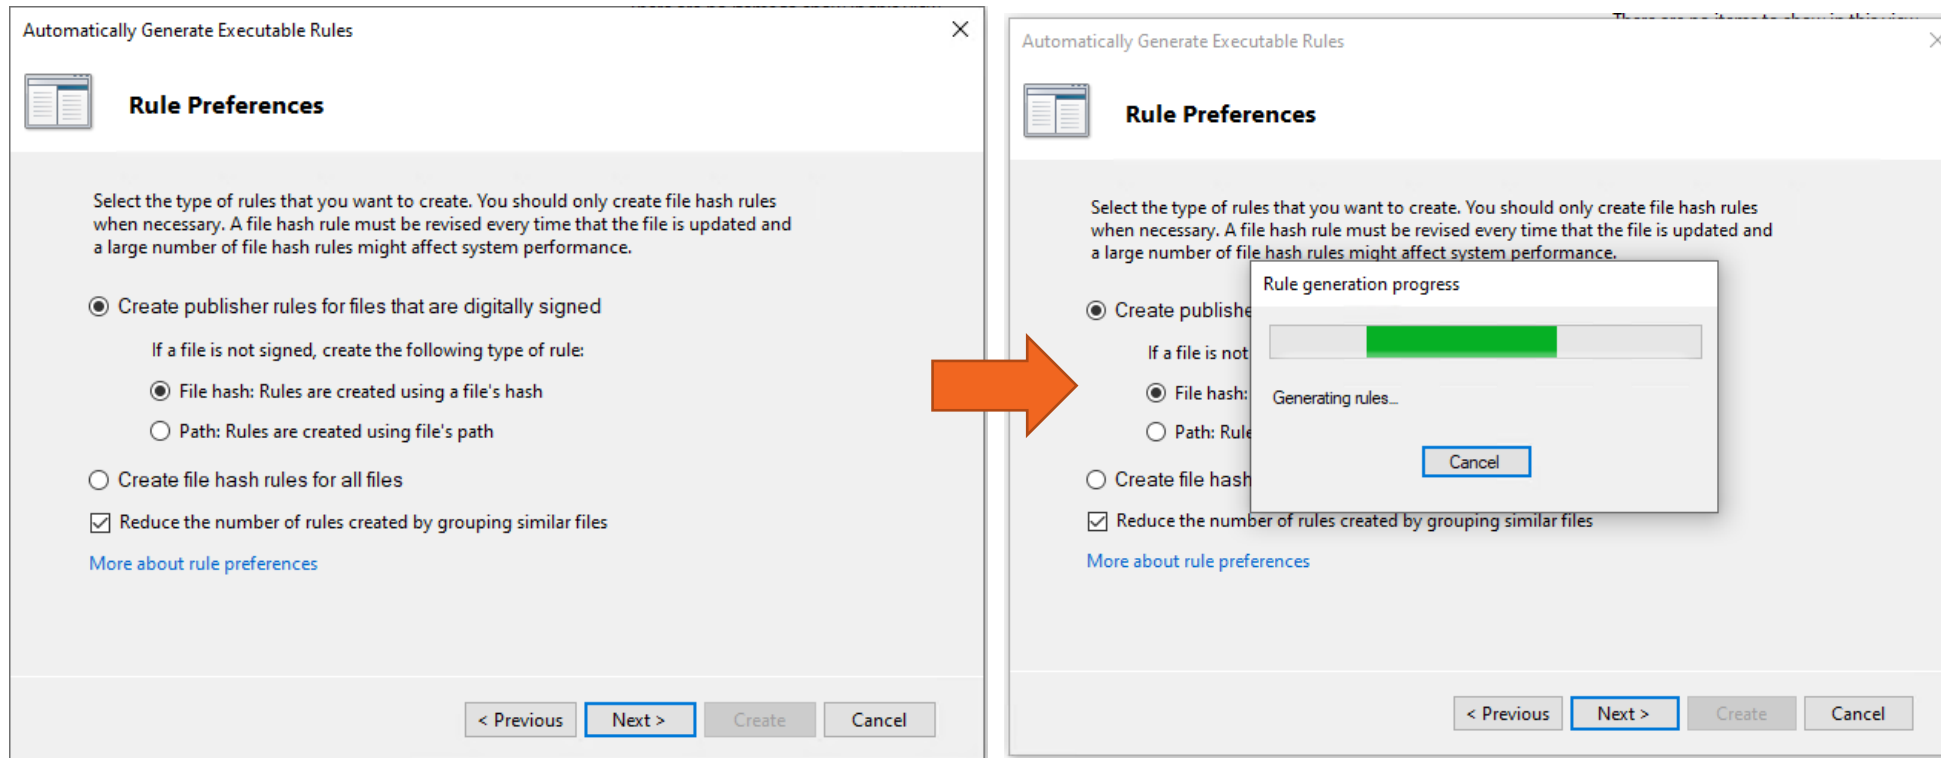 Automatically Generate Executable Rules
Rule Preferences
Select the type of rules that you want to create. You should only create file hash rules
when necessary. A file hash rule must be revised every time that the file is updated and
a large number of file hash rules might affect system performance.
Create publisher rules for files that are digitally signed
If a file is not signed, create the following type of rule:
File hash: Rules are created using a file's hash
Path: Rules are created using file's path
Create file hash rules for all files
Reduce the number of rules created by grouping similar files
More about rule preferences
< Previous
Next >
Create
Cancel
There are no items to show in this view
Automatically Generate Executable Rules
Rule Preferences
Select the type of rules that you want to create. You should only create file hash rules
when necessary. A file hash rule must be revised every time that the file is updated and
a large number of file hash rules might affect system performance.
Create publishe
If a file is not
File hash:
Path: Rule
Create file hash
Reduce the number of rules created by grouping similar files
More about rule preferences
Rule generation progress
Generating rules...
Cancel
< Previous
Next >
Create
Cancel